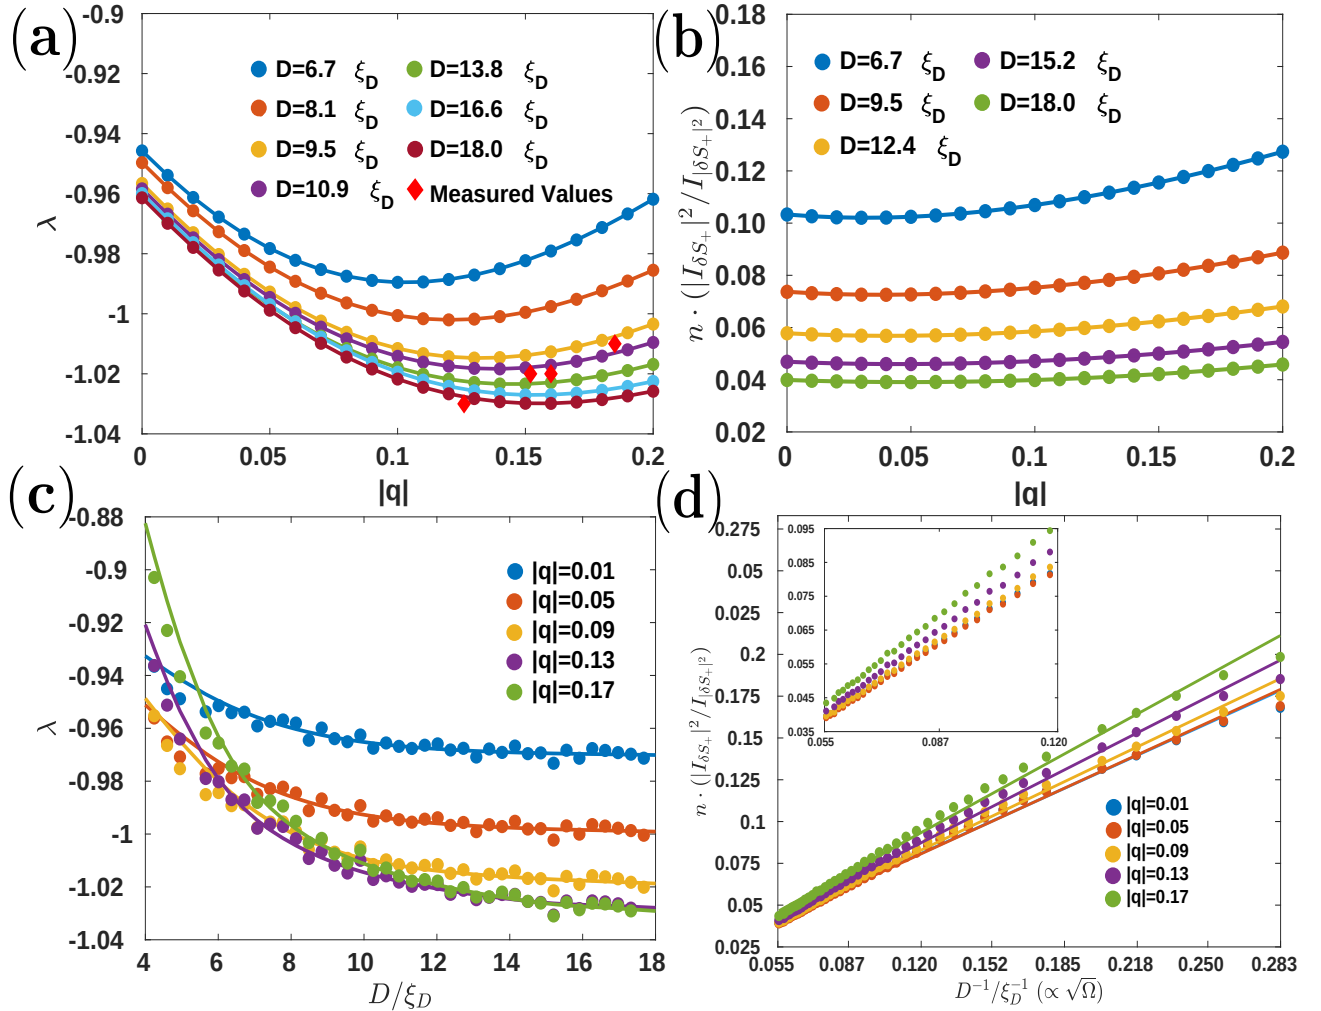 (a)
-0.9
-0.92
-0.94
-0.96
-0.98
-1
-1.02
-1.04
λ
D=6.7 ξD
D=8.1 ξD
D=9.5 ξD
D=10.9 ξD
D=13.8 ξD
D=16.6 ξD
D=18.0 ξD
Measured Values
0 0.05 0.1 0.15 0.2
|q|
(b)
0.18
0.16
0.14
0.12
0.10
0.08
0.06
0.04
0.02
n · (|I_{δS+}|²/I_{|δS+|²})
D=6.7 ξD
D=9.5 ξD
D=12.4 ξD
D=15.2 ξD
D=18.0 ξD
0 0.05 0.1 0.15 0.2
|q|
(c)
-0.88
-0.9
-0.92
-0.94
-0.96
-0.98
-1
-1.02
-1.04
λ
|q|=0.01
|q|=0.05
|q|=0.09
|q|=0.13
|q|=0.17
4 6 8 10 12 14 16 18
D/ξD
(d)
0.275
0.05
0.025
0.2
0.175
0.15
0.125
0.1
0.075
0.05
0.025
n · (|I_{δS+}|²/I_{|δS+|²})
0.095
0.085
0.075
0.065
0.055
0.045
0.035
0.055 0.087 0.120
|q|=0.01
|q|=0.05
|q|=0.09
|q|=0.13
|q|=0.17
0.055 0.087 0.120 0.152 0.185 0.218 0.250 0.283
D⁻¹/ξD⁻¹ (∝ √Ω)